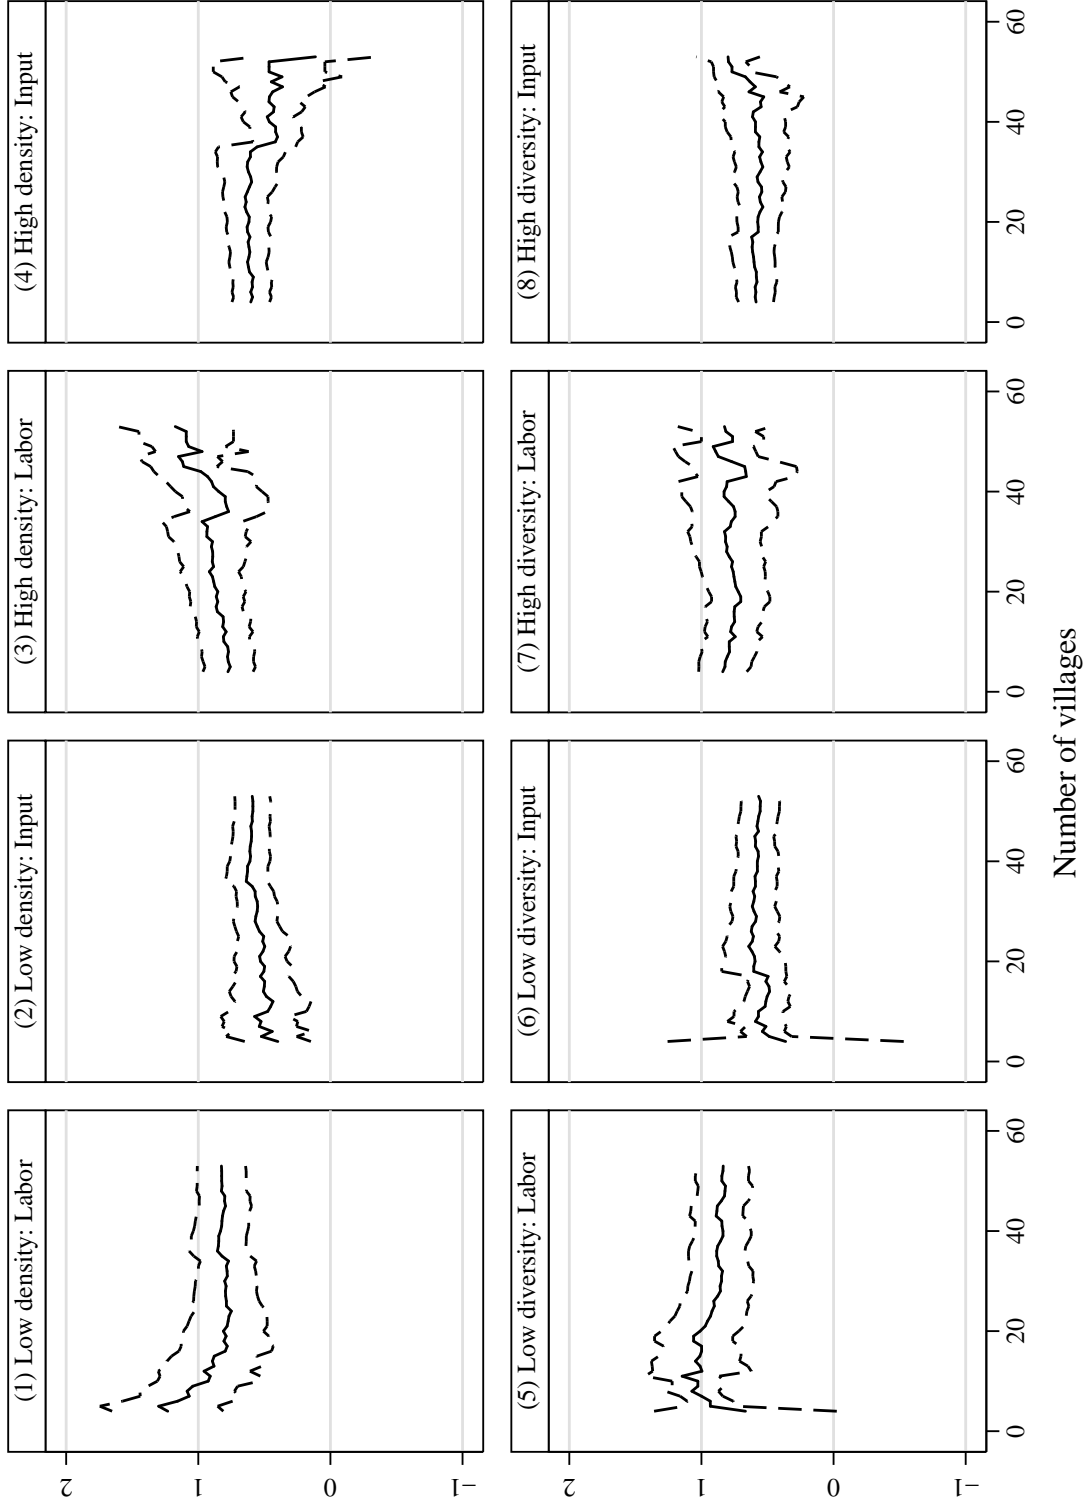 (1) Low density: Labor
(2) Low density: Input
(3) High density: Labor
(4) High density: Input
2
1
0
−1
(5) Low diversity: Labor
(6) Low diversity: Input
(7) High diversity: Labor
(8) High diversity: Input
2
1
0
−1
0 20 40 60
0 20 40 60
0 20 40 60
0 20 40 60
Number of villages